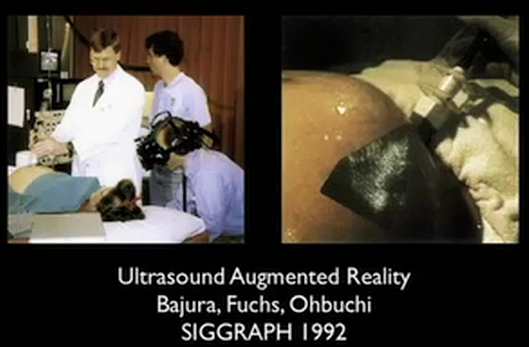 Ultrasound Augmented Reality
Bajura, Fuchs, Ohbuchi
SIGGRAPH 1992